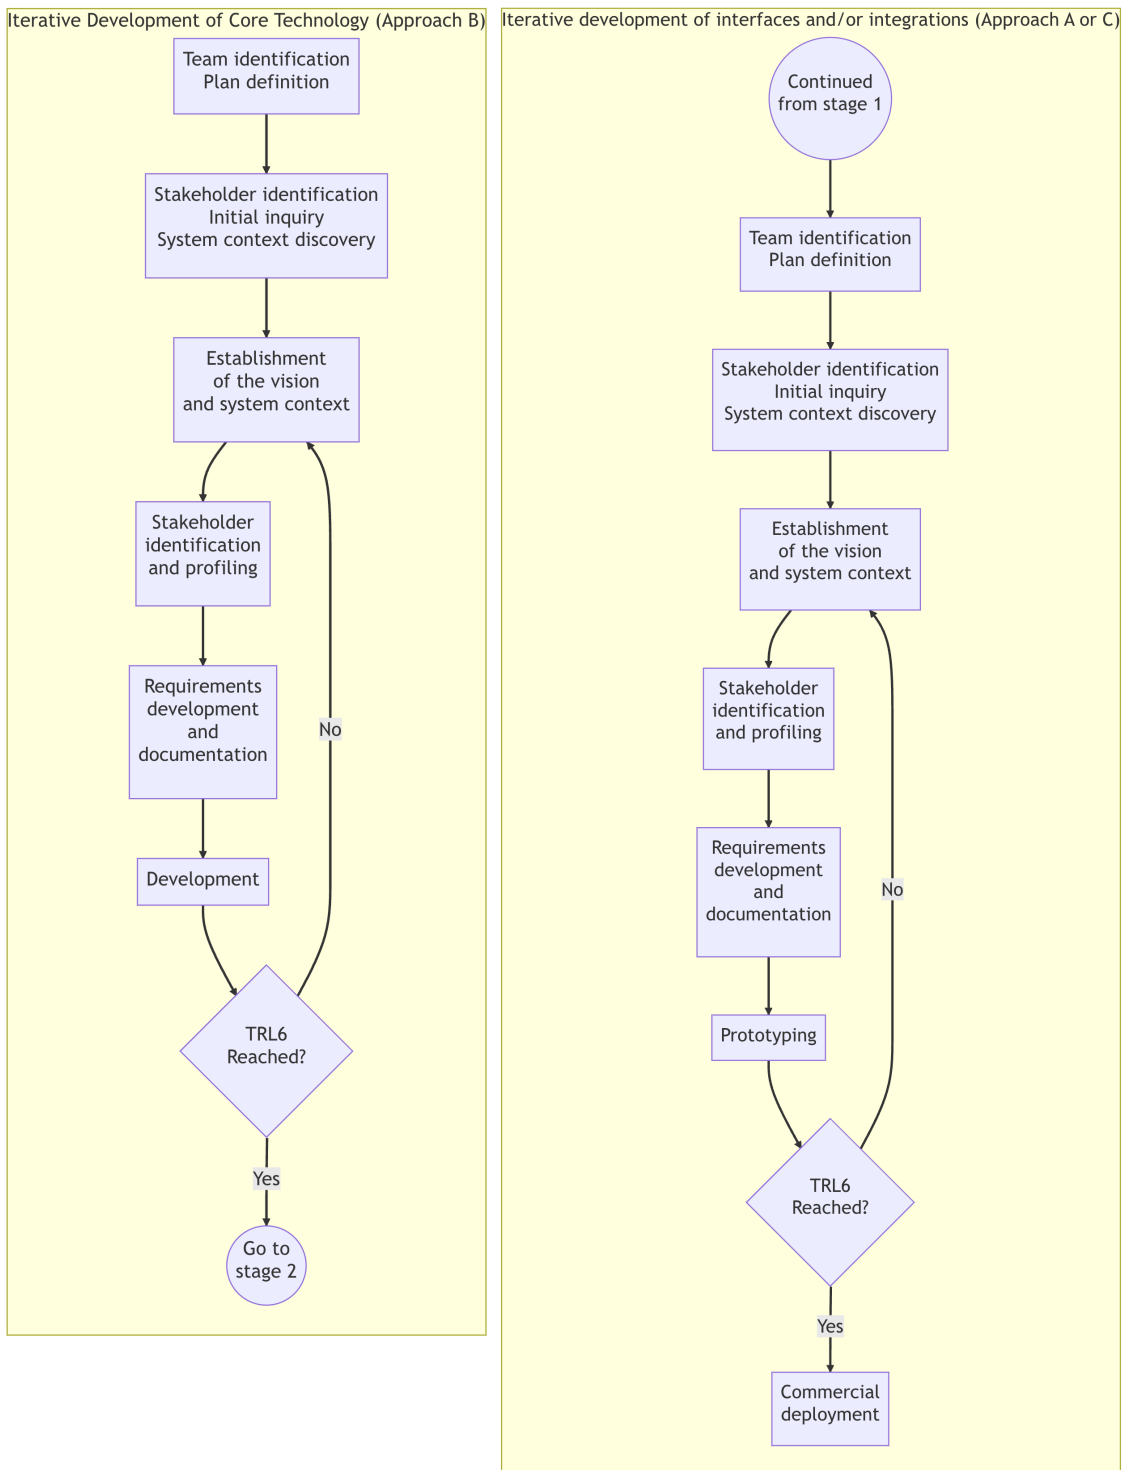 Iterative Development of Core Technology (Approach B)
Team identification
Plan definition
Stakeholder identification
Initial inquiry
System context discovery
Establishment
of the vision
and system context
Stakeholder
identification
and profiling
Requirements
development
and
documentation
No
Development
TRL6
Reached?
Yes
Go to
stage 2
Iterative development of interfaces and/or integrations (Approach A or C)
Continued
from stage 1
Team identification
Plan definition
Stakeholder identification
Initial inquiry
System context discovery
Establishment
of the vision
and system context
Stakeholder
identification
and profiling
Requirements
development
and
documentation
No
Prototyping
TRL6
Reached?
Yes
Commercial
deployment